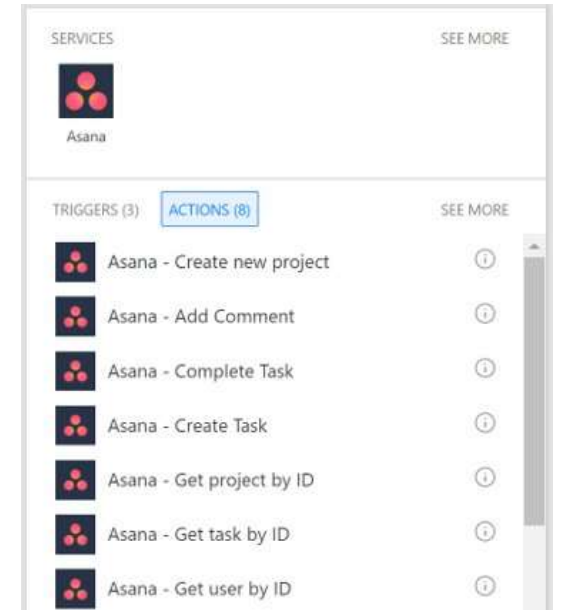 SERVICES SEE MORE
Asana
TRIGGERS (3) ACTIONS (8) SEE MORE
Asana - Create new project
Asana - Add Comment
Asana - Complete Task
Asana - Create Task
Asana - Get project by ID
Asana - Get task by ID
Asana - Get user by ID